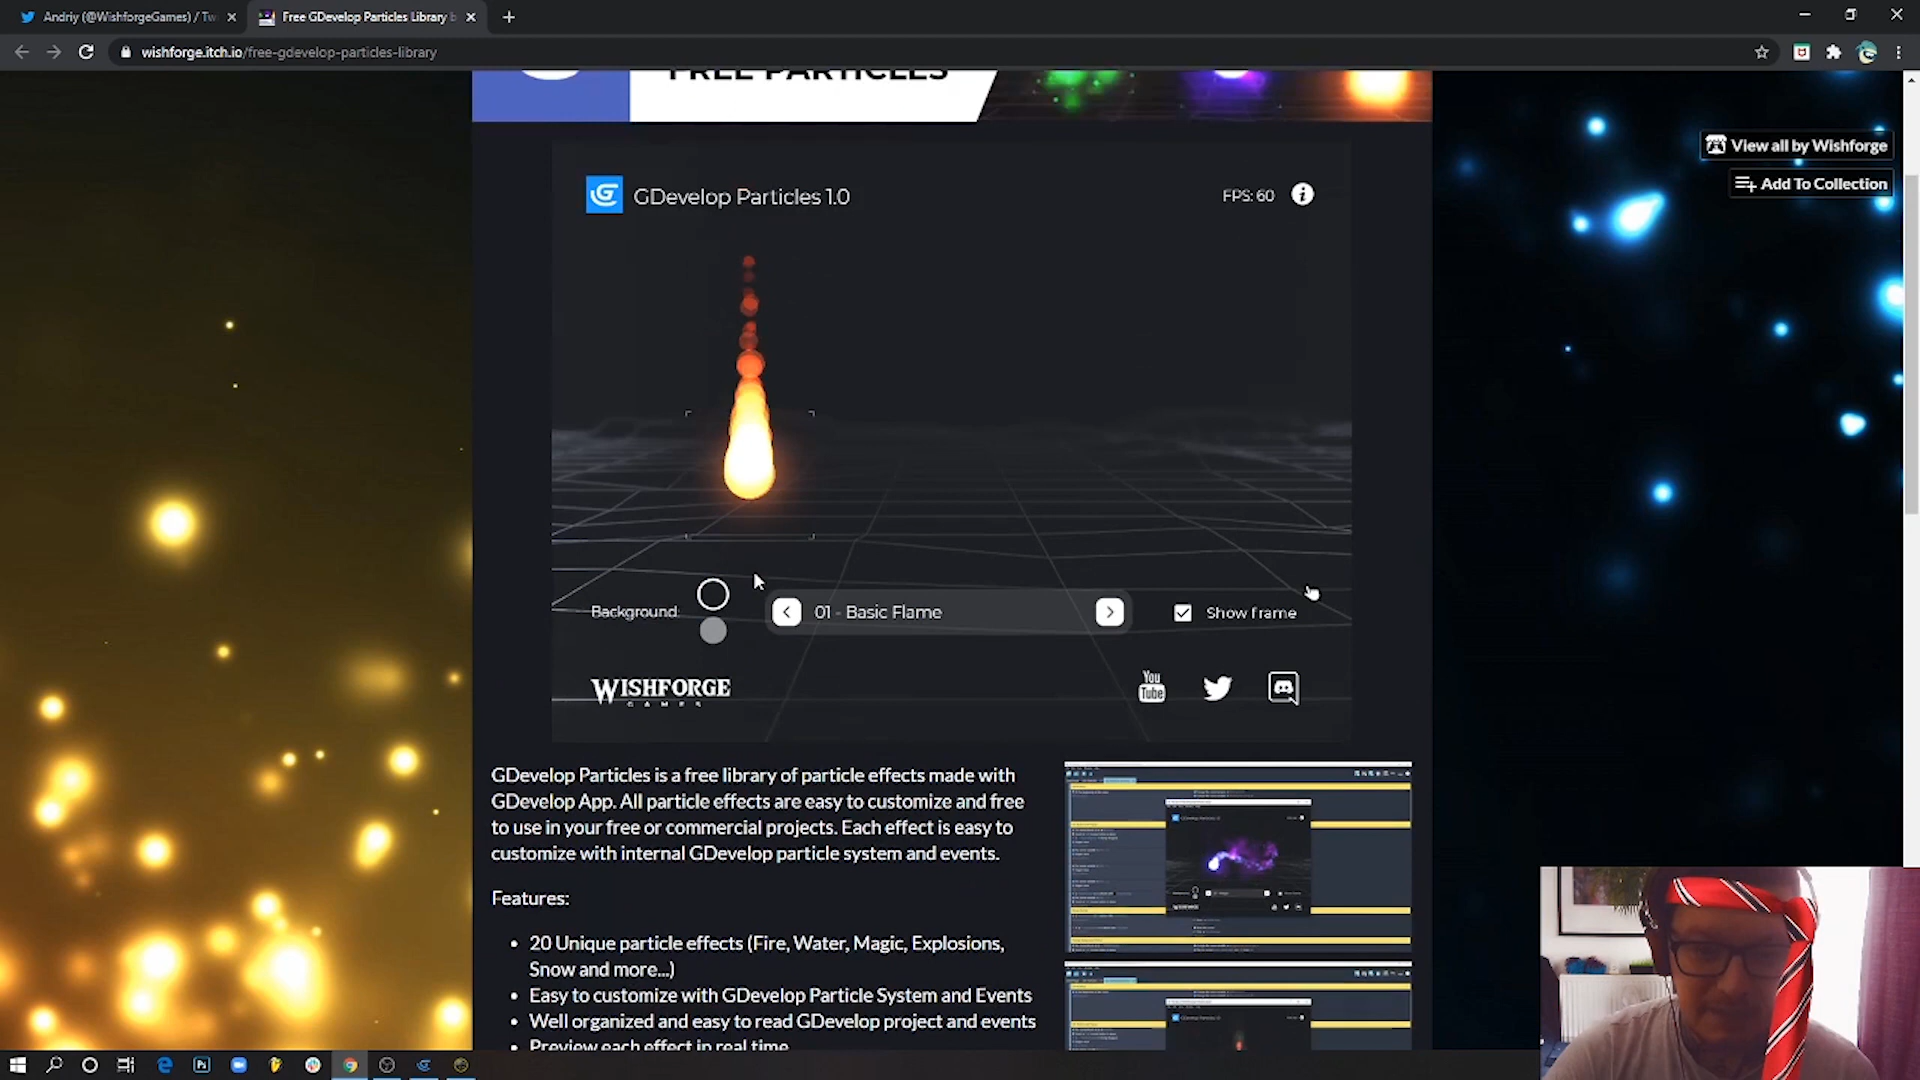 Andriy (@WishforgeGames) / Tw
Free GDevelop Particles Library b
wishforge.itch.io/free-gdevelop-particles-library
FREE PARTICLES
View all by Wishforge
Add To Collection
GDevelop Particles 1.0
FPS: 60
Background:
01 - Basic Flame
Show frame
WISHFORGE
GAMES
You
Tube
GDevelop Particles is a free library of particle effects made with
GDevelop App. All particle effects are easy to customize and free
to use in your free or commercial projects. Each effect is easy to
customize with internal GDevelop particle system and events.
Features:
• 20 Unique particle effects (Fire, Water, Magic, Explosions,
Snow and more...)
• Easy to customize with GDevelop Particle System and Events
• Well organized and easy to read GDevelop project and events
• Preview each effect in real time